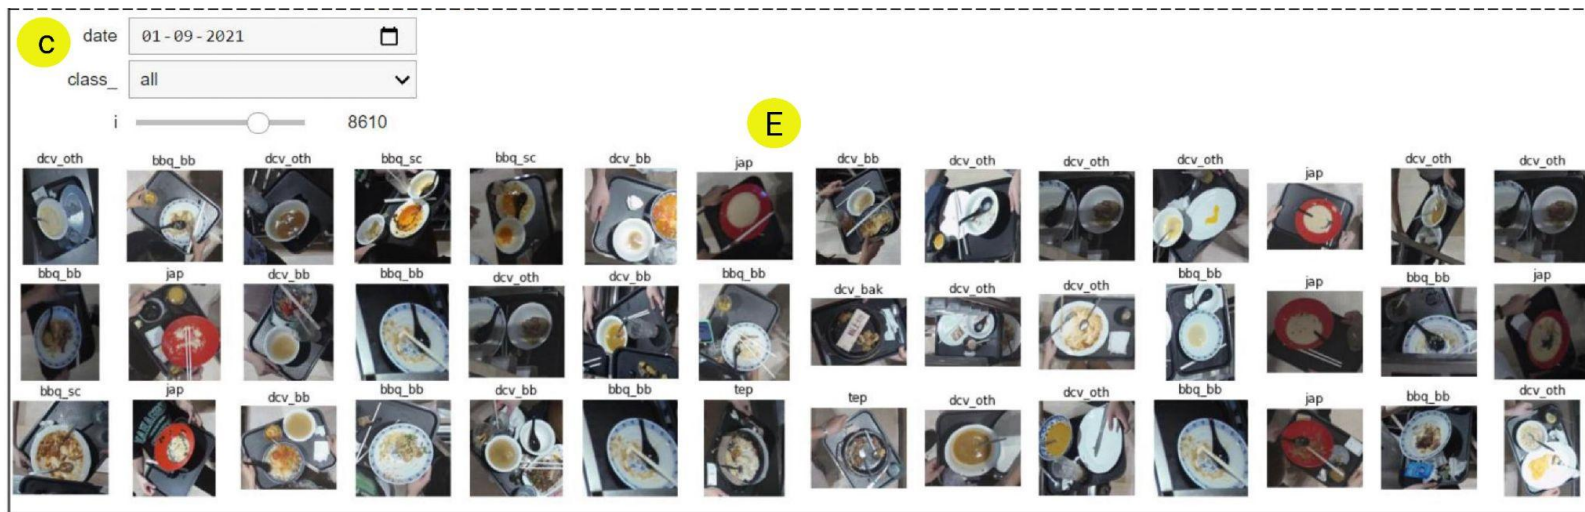 C
date 01-09-2021
class_ all
i 8610
E
dcv_oth bbq_bb dcv_oth bbq_sc bbq_sc dcv_bb jap dcv_bb dcv_oth dcv_oth dcv_oth jap dcv_oth dcv_oth
bbq_bb jap dcv_bb bbq_bb dcv_oth dcv_bb bbq_bb dcv_bak dcv_oth dcv_oth bbq_bb jap bbq_bb jap
bbq_sc jap dcv_bb bbq_bb dcv_bb bbq_bb tep tep dcv_oth dcv_oth bbq_bb jap bbq_bb dcv_oth